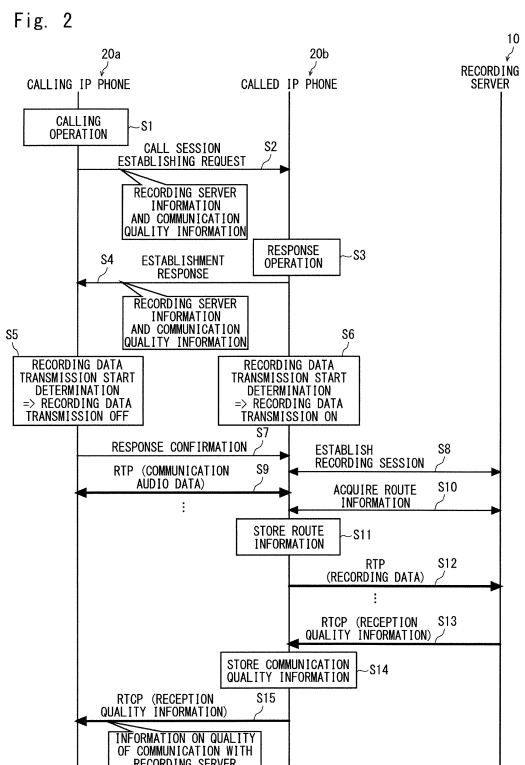 Fig. 2
20a
20b
10
CALLING IP PHONE
CALLED IP PHONE
RECORDING
SERVER
CALLING
OPERATION
S1
CALL SESSION
ESTABLISHING REQUEST
S2
RECORDING SERVER
INFORMATION
AND COMMUNICATION
QUALITY INFORMATION
RESPONSE
OPERATION
S3
S4
ESTABLISHMENT
RESPONSE
RECORDING SERVER
INFORMATION
AND COMMUNICATION
QUALITY INFORMATION
S5
RECORDING DATA
TRANSMISSION START
DETERMINATION
=> RECORDING DATA
TRANSMISSION OFF
S6
RECORDING DATA
TRANSMISSION START
DETERMINATION
=> RECORDING DATA
TRANSMISSION ON
RESPONSE CONFIRMATION
S7
ESTABLISH
RECORDING SESSION
S8
RTP (COMMUNICATION
AUDIO DATA)
S9
ACQUIRE ROUTE
INFORMATION
S10
STORE ROUTE
INFORMATION
S11
RTP
(RECORDING DATA)
S12
RTCP (RECEPTION
QUALITY INFORMATION)
S13
STORE COMMUNICATION
QUALITY INFORMATION
S14
RTCP (RECEPTION
QUALITY INFORMATION)
S15
INFORMATION ON QUALITY
OF COMMUNICATION WITH
RECORDING SERVER